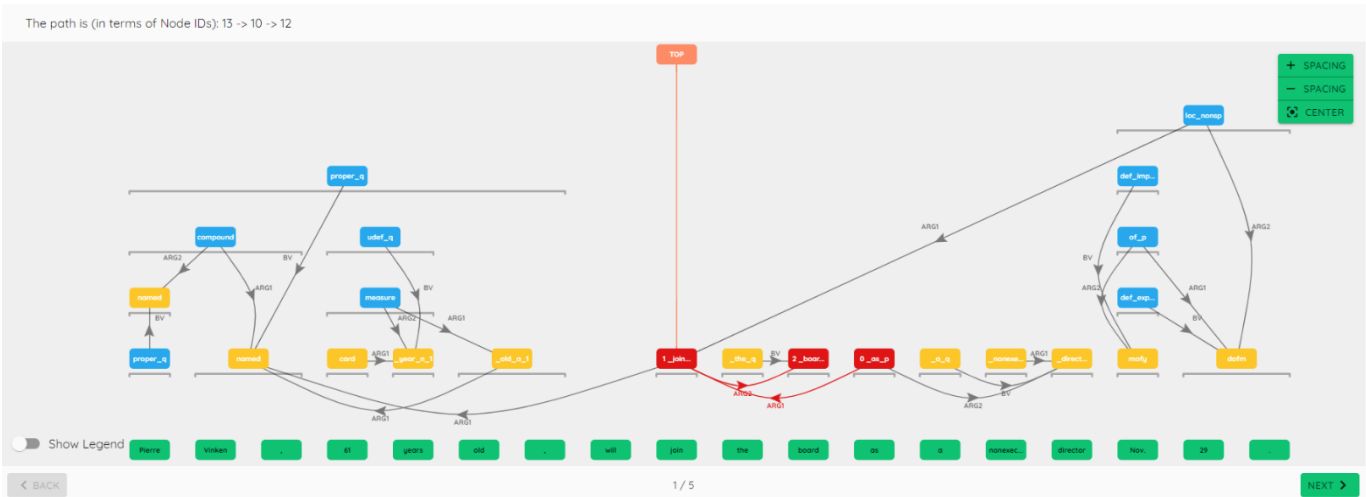 The path is (in terms of Node IDs): 13 -> 10 -> 12
TOP
+ SPACING
- SPACING
CENTER
loc_nonsp
proper_q
def_imp...
ARG1
ARG2
compound
udef_q
of_p
ARG2
BV
BV
named
ARG1
measure
BV
ARG2
def_exp...
ARG1
BV
ARG2
ARG1
BV
proper_q
named
card
ARG1
_year_n_1
_old_a_1
1 _join...
_the_q
BV
2 _boar...
0 _as_p
_a_q
_nonexe...
ARG1
_direct...
mofy
dofm
ARG2
BV
ARG1
ARG2
ARG1
ARG1
Show Legend
Pierre
Vinken
,
61
years
old
,
will
join
the
board
as
a
nonexec...
director
Nov.
29
.
BACK
1 / 5
NEXT